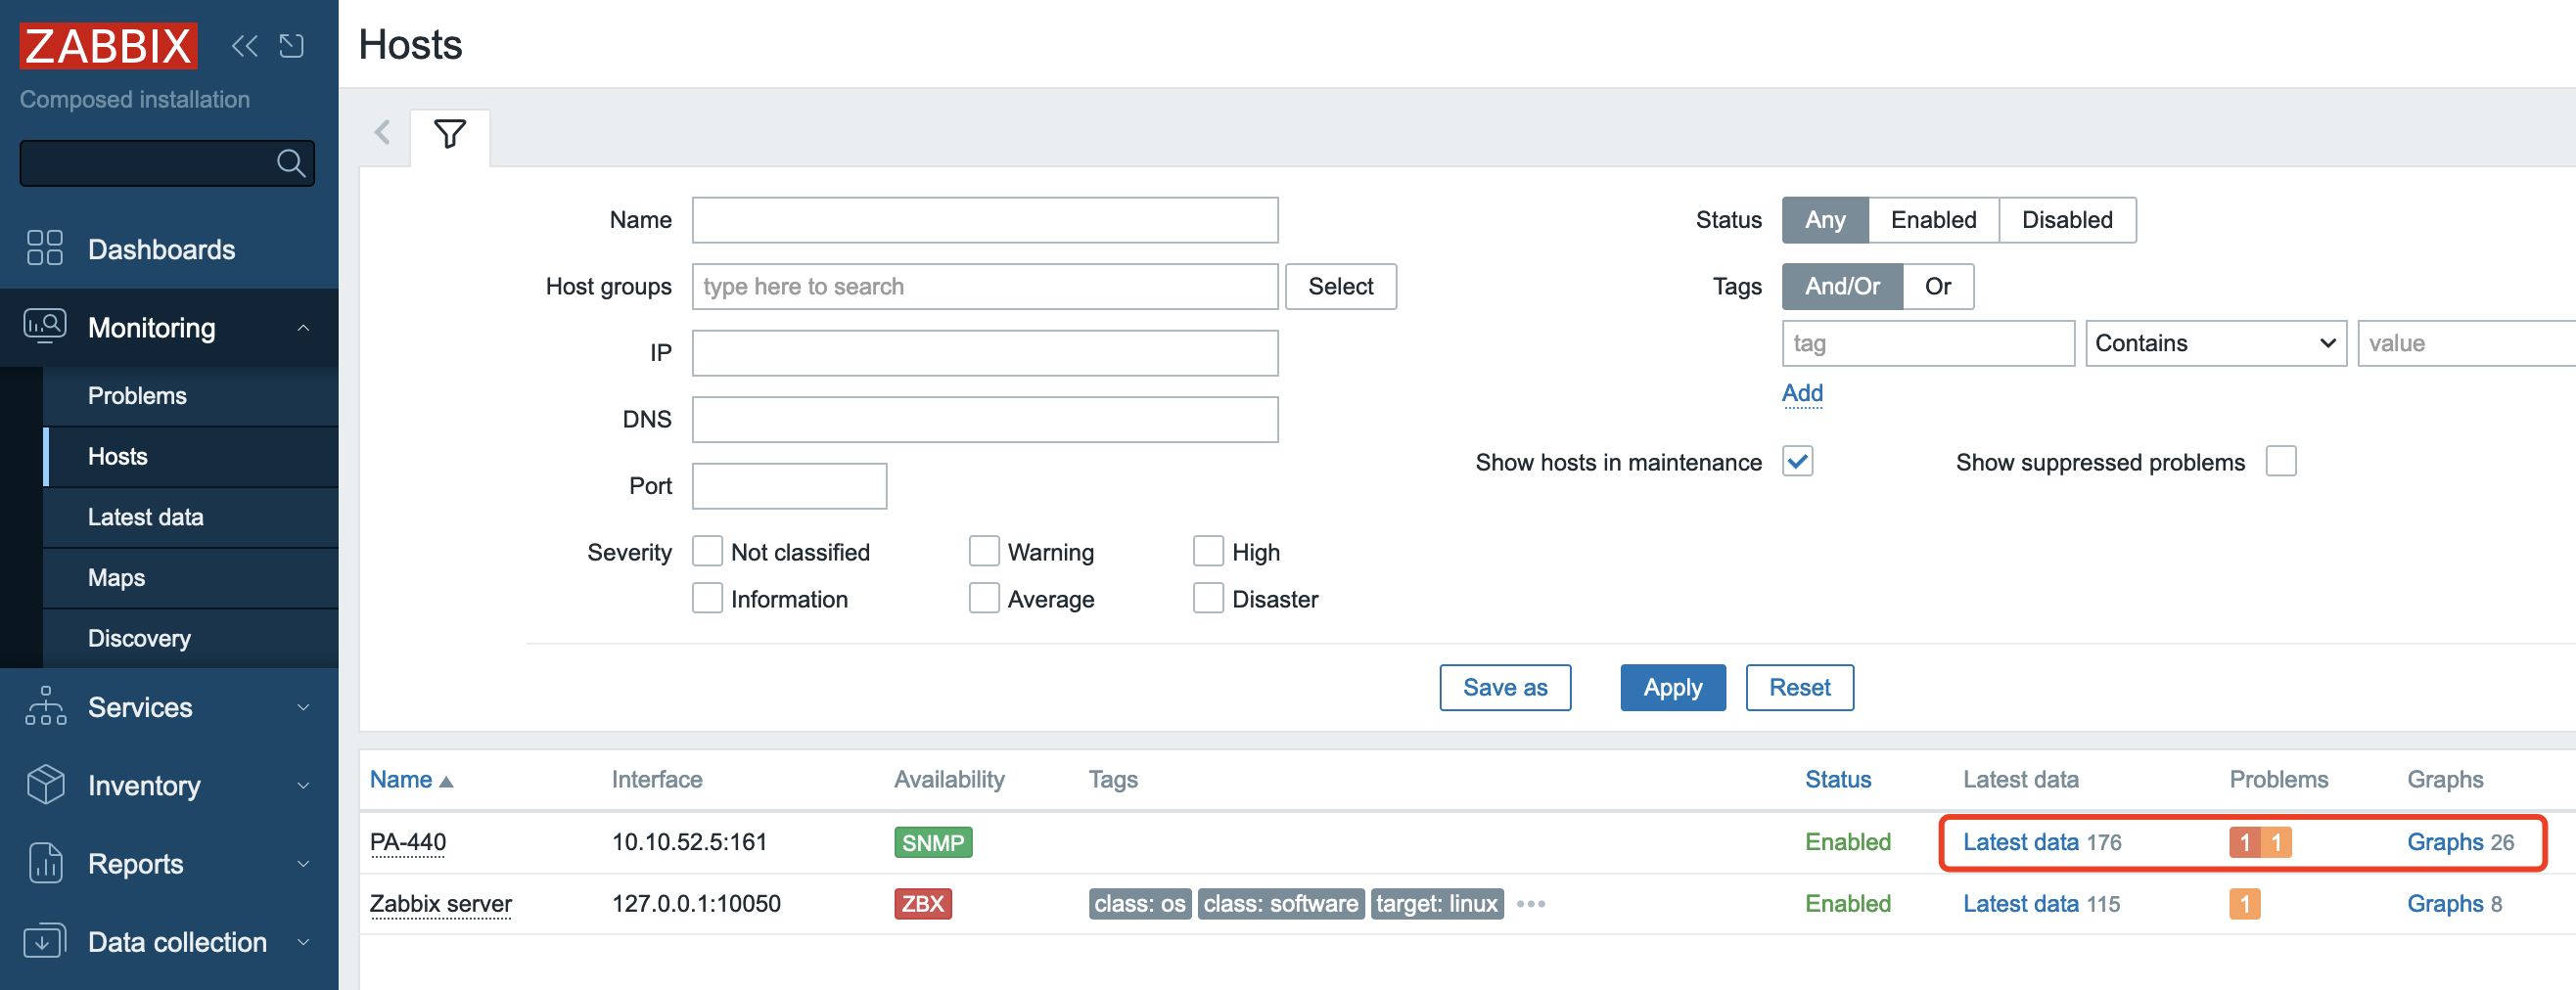 ZABBIX
Composed installation
Dashboards
Monitoring
Problems
Hosts
Latest data
Maps
Discovery
Services
Inventory
Reports
Data collection
Hosts
Name
Host groups type here to search Select
IP
DNS
Port
Severity Not classified Warning High
Information Average Disaster
Status Any Enabled Disabled
Tags And/Or Or
tag Contains value
Add
Show hosts in maintenance Show suppressed problems
Save as Apply Reset
Name Interface Availability Tags Status Latest data Problems Graphs
PA-440 10.10.52.5:161 SNMP Enabled Latest data 176 1 1 Graphs 26
Zabbix server 127.0.0.1:10050 ZBX class: os class: software target: linux ••• Enabled Latest data 115 1 Graphs 8